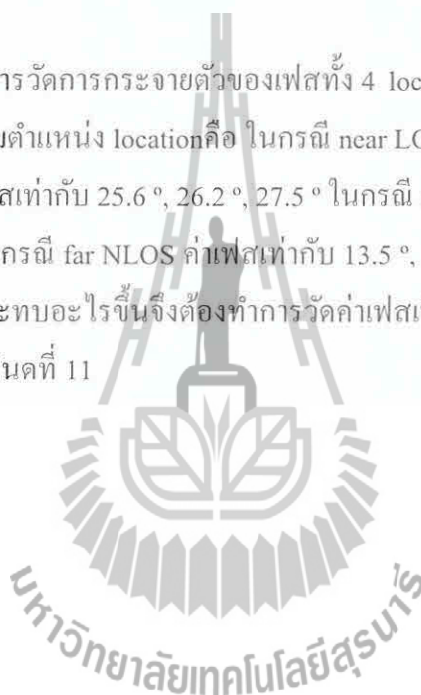 ารวัดการกระจายตัวของเฟสทั้ง 4 loc
ตำแหน่ง locationคือ ในกรณี near LO
สเท่ากับ 25.6 º, 26.2 º, 27.5 º ในกรณี
กรณี far NLOS ค่าเฟสเท่ากับ 13.5 º,
ะทบอะไรขึ้นจึงต้องทำการวัดค่าเฟสเ
นดที่ 11
มหาวิทยาลัยเทคโนโลยีสุรนารี